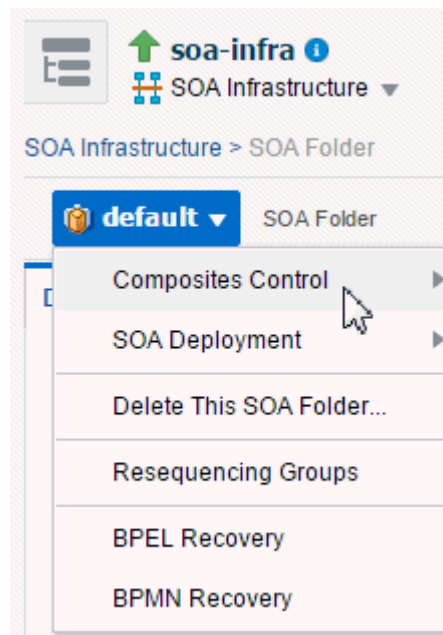 soa-infra
SOA Infrastructure
SOA Infrastructure > SOA Folder
default SOA Folder
Composites Control
SOA Deployment
Delete This SOA Folder...
Resequencing Groups
BPEL Recovery
BPMN Recovery